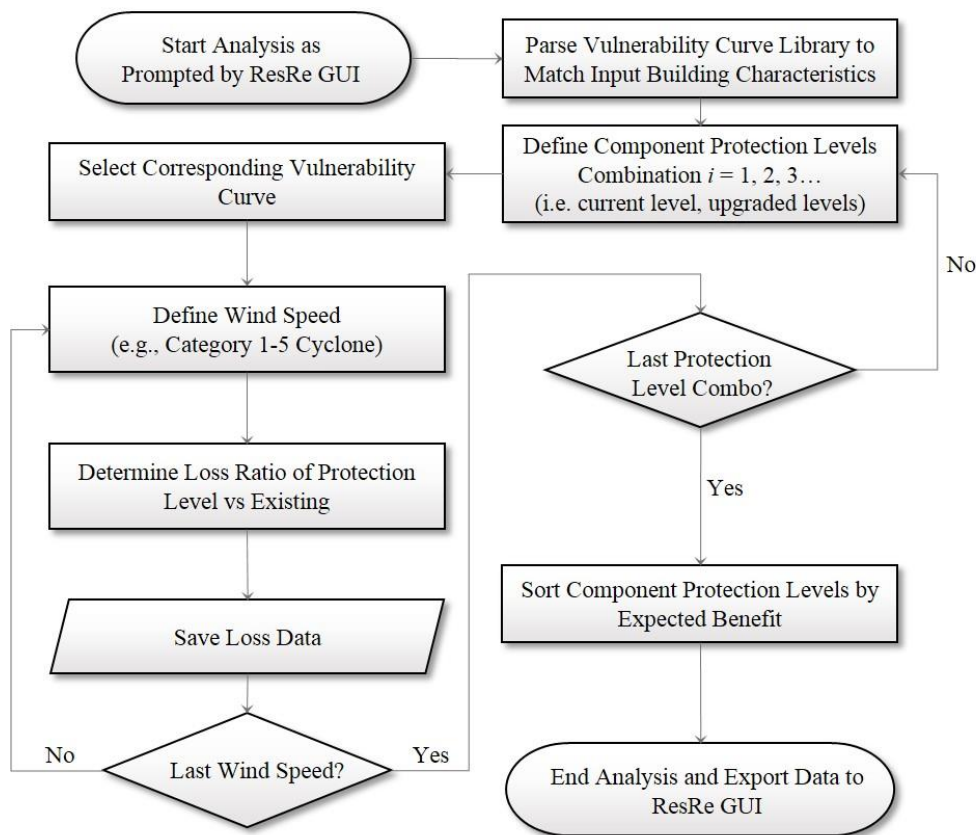 Start Analysis as
Prompted by ResRe GUI
Parse Vulnerability Curve Library to
Match Input Building Characteristics
Define Component Protection Levels
Combination i = 1, 2, 3…
(i.e. current level, upgraded levels)
Select Corresponding Vulnerability
Curve
Define Wind Speed
(e.g., Category 1-5 Cyclone)
Determine Loss Ratio of Protection
Level vs Existing
Save Loss Data
Last Wind Speed?
No
Yes
Last Protection
Level Combo?
No
Yes
Sort Component Protection Levels by
Expected Benefit
End Analysis and Export Data to
ResRe GUI